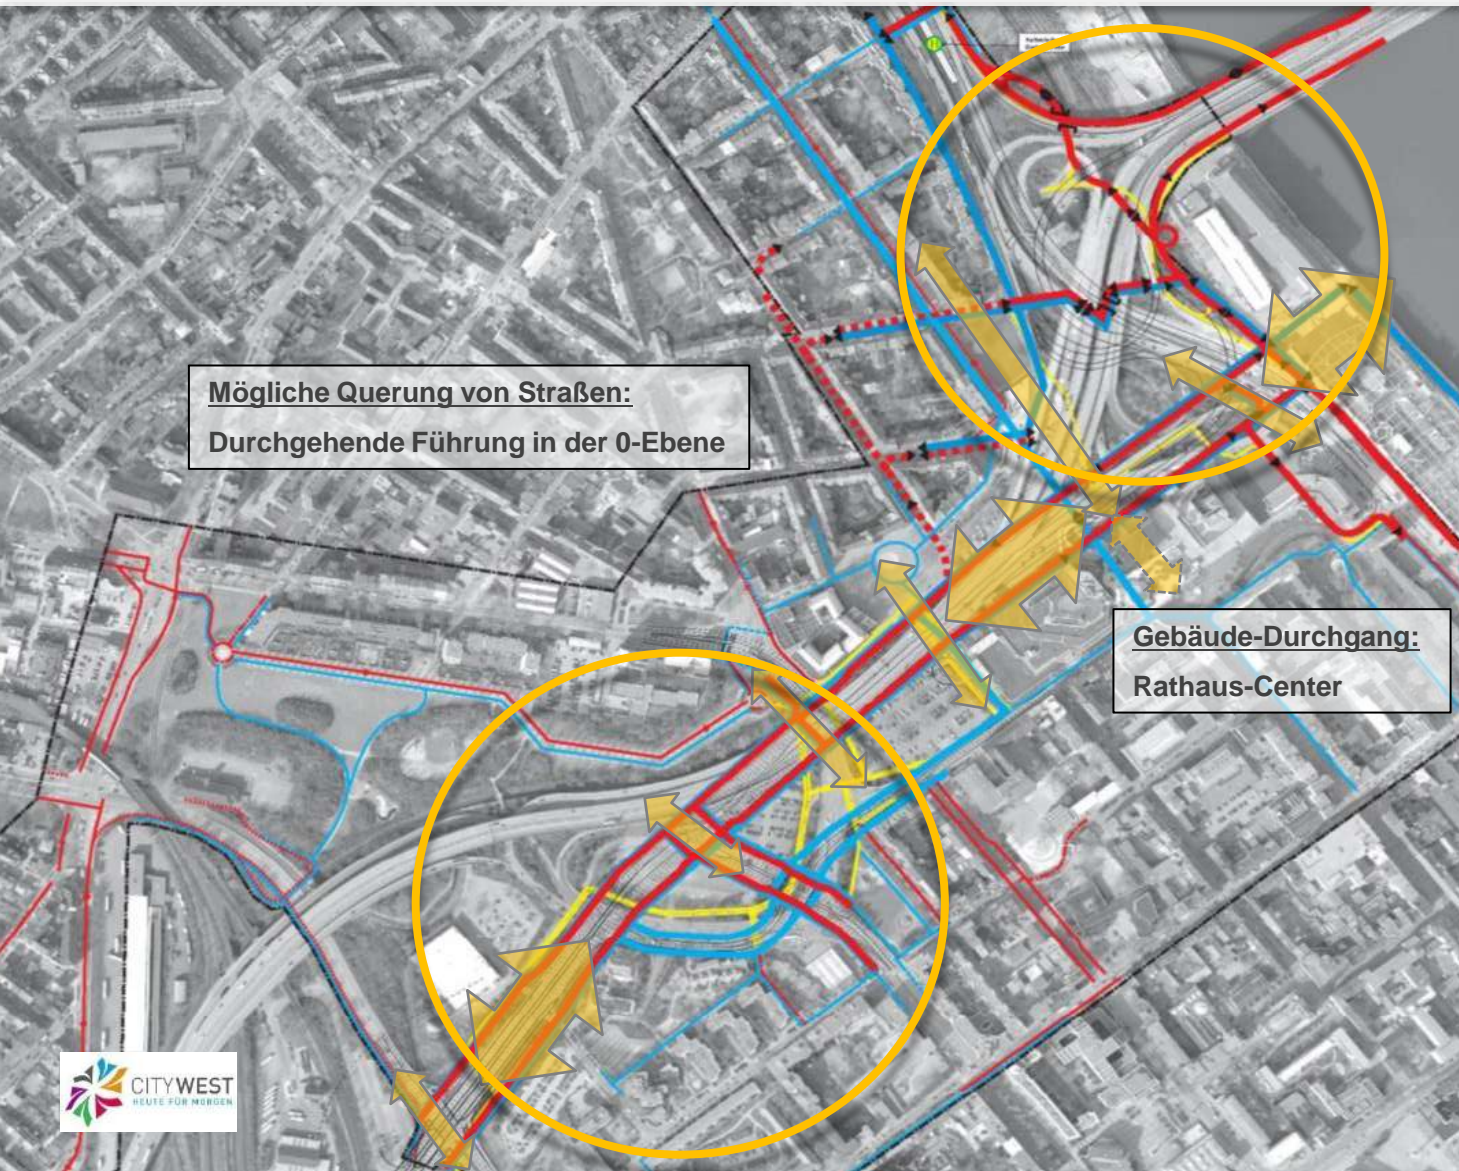 Mögliche Querung von Straßen:
Durchgehende Führung in der 0-Ebene
Gebäude-Durchgang:
Rathaus-Center
CITYWEST
HEUTE FÜR MORGEN